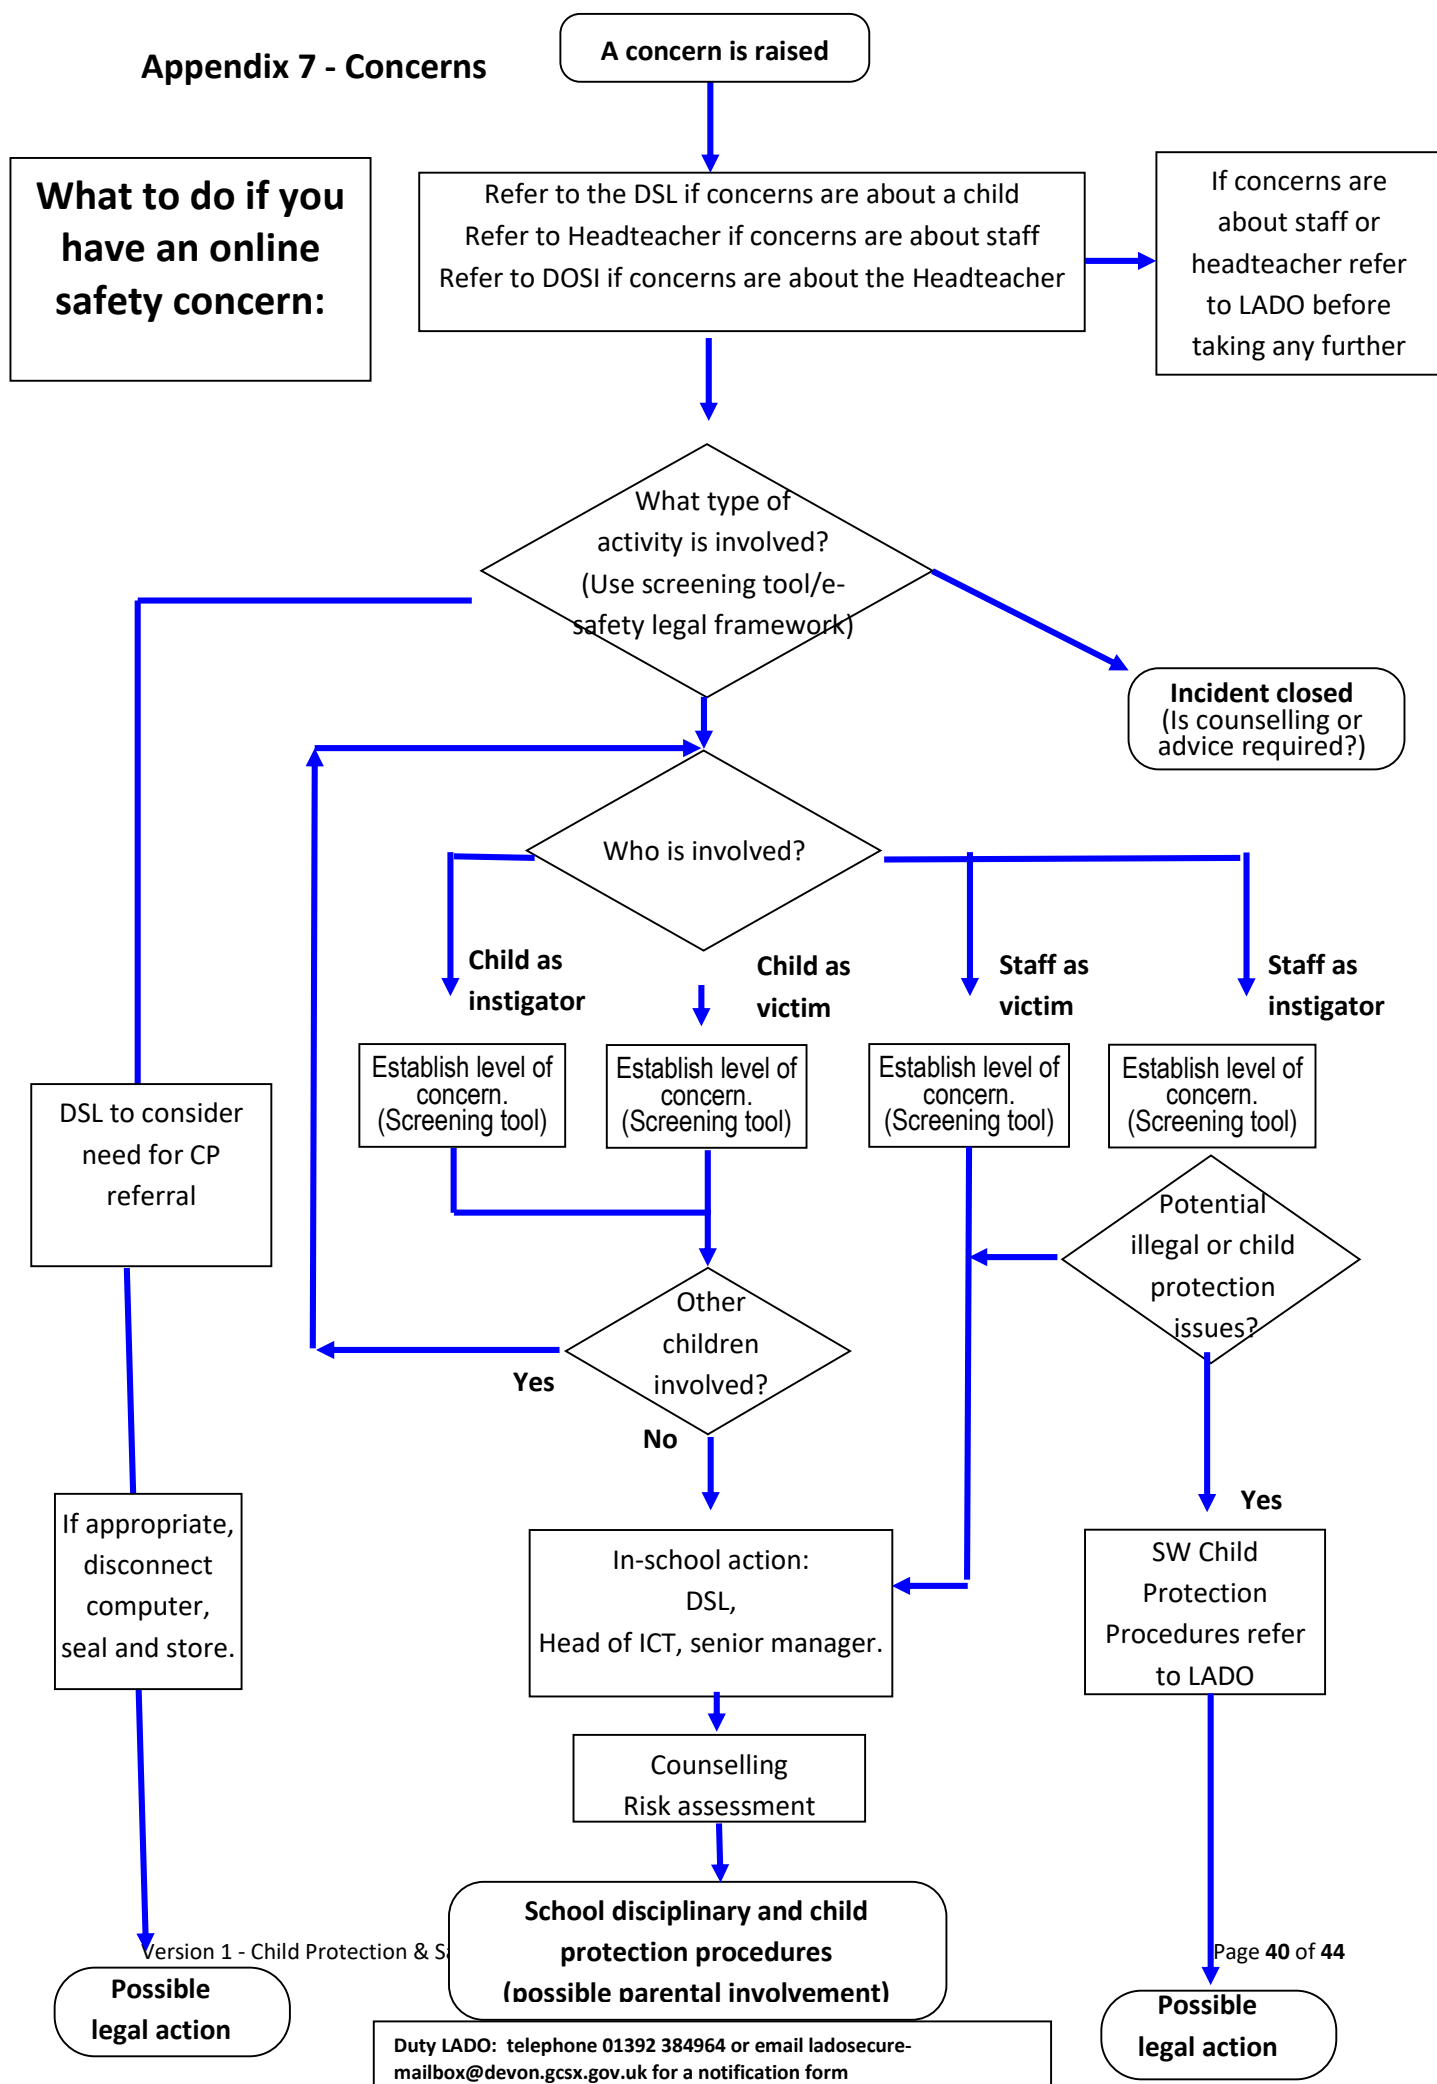 Appendix 7 - Concerns
A concern is raised
What to do if you
have an online
safety concern:
Refer to the DSL if concerns are about a child
Refer to Headteacher if concerns are about staff
Refer to DOSI if concerns are about the Headteacher
If concerns are
about staff or
headteacher refer
to LADO before
taking any further
What type of
activity is involved?
(Use screening tool/e-
safety legal framework)
Incident closed
(Is counselling or
advice required?)
Who is involved?
Child as
instigator
Child as
victim
Staff as
victim
Staff as
instigator
Establish level of
concern.
(Screening tool)
Establish level of
concern.
(Screening tool)
Establish level of
concern.
(Screening tool)
Establish level of
concern.
(Screening tool)
DSL to consider
need for CP
referral
Potential
illegal or child
protection
issues?
Other
children
involved?
Yes
No
Yes
If appropriate,
disconnect
computer,
seal and store.
In-school action:
DSL,
Head of ICT, senior manager.
SW Child
Protection
Procedures refer
to LADO
Counselling
Risk assessment
School disciplinary and child
protection procedures
(possible parental involvement)
Version 1 - Child Protection &
Page 40 of 44
Possible
legal action
Possible
legal action
Duty LADO: telephone 01392 384964 or email ladosecure-
mailbox@devon.gcsx.gov.uk for a notification form